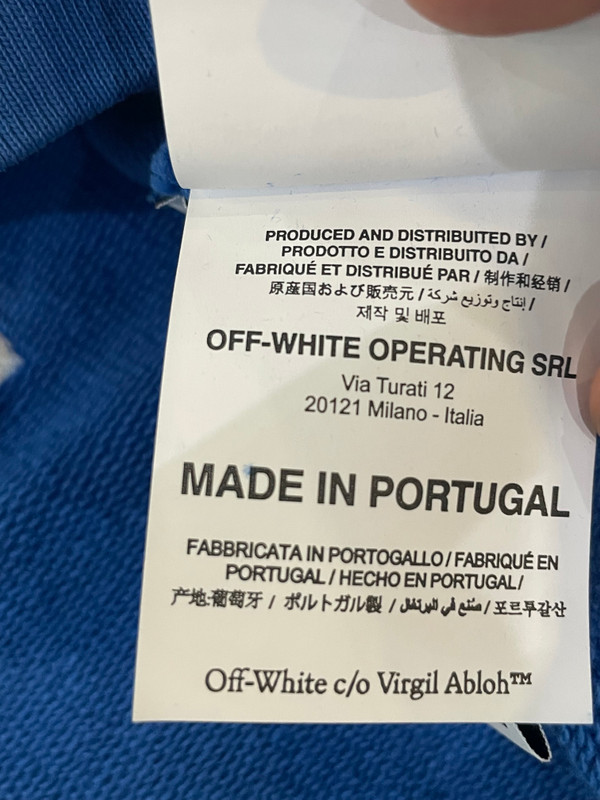 PRODUCED AND DISTRIBUITED BY /
PRODOTTO E DISTRIBUITO DA /
FABRIQUÉ ET DISTRIBUÉ PAR / 制作和经销 /
原産国および販売元 / إنتاج وتوزيع شركة /
제작 및 배포
OFF-WHITE OPERATING SRL
Via Turati 12
20121 Milano - Italia
MADE IN PORTUGAL
FABBRICATA IN PORTOGALLO / FABRIQUÉ EN
PORTUGAL / HECHO EN PORTUGAL /
产地:葡萄牙 / ポルトガル製 / صُنع في البرتغال / 포르투갈산
Off-White c/o Virgil Abloh™